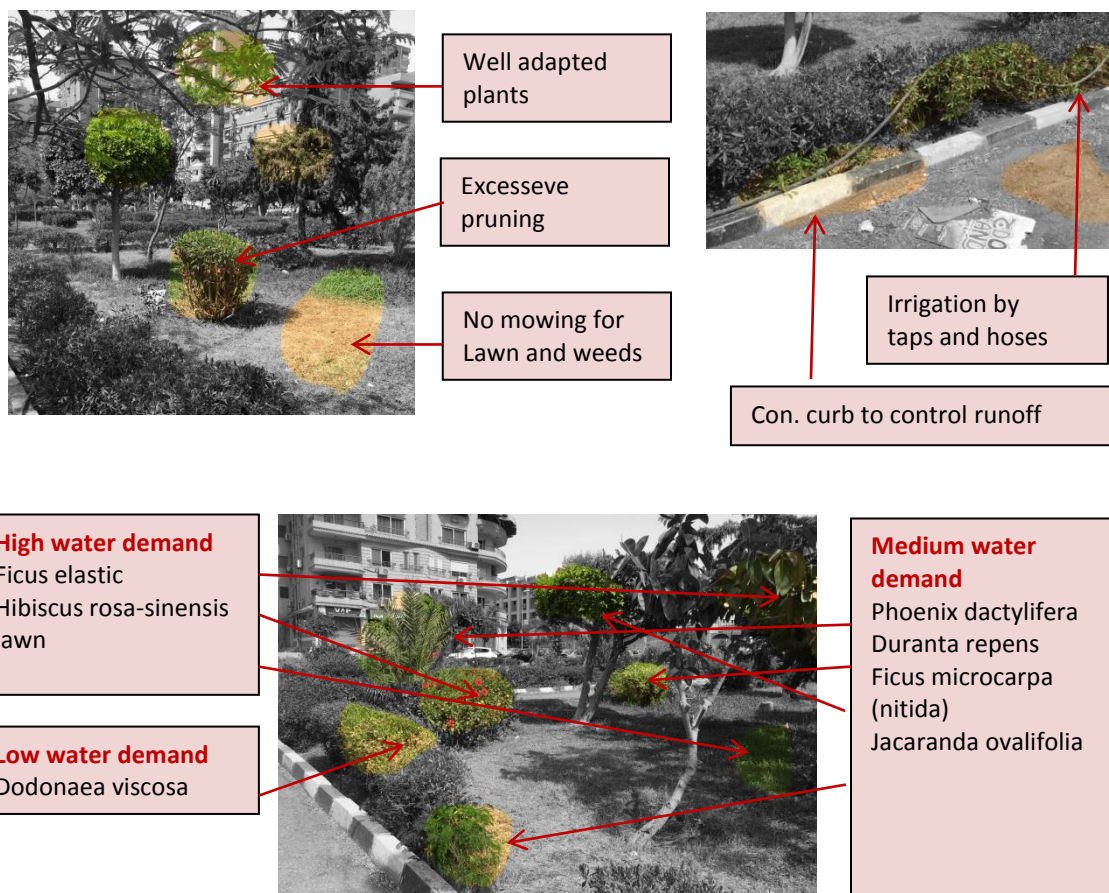 Well adapted
plants
Excesseve
pruning
No mowing for
Lawn and weeds
Irrigation by
taps and hoses
Con. curb to control runoff
High water demand
Ficus elastic
Hibiscus rosa-sinensis
lawn
Low water demand
Dodonaea viscosa
Medium water
demand
Phoenix dactylifera
Duranta repens
Ficus microcarpa
(nitida)
Jacaranda ovalifolia